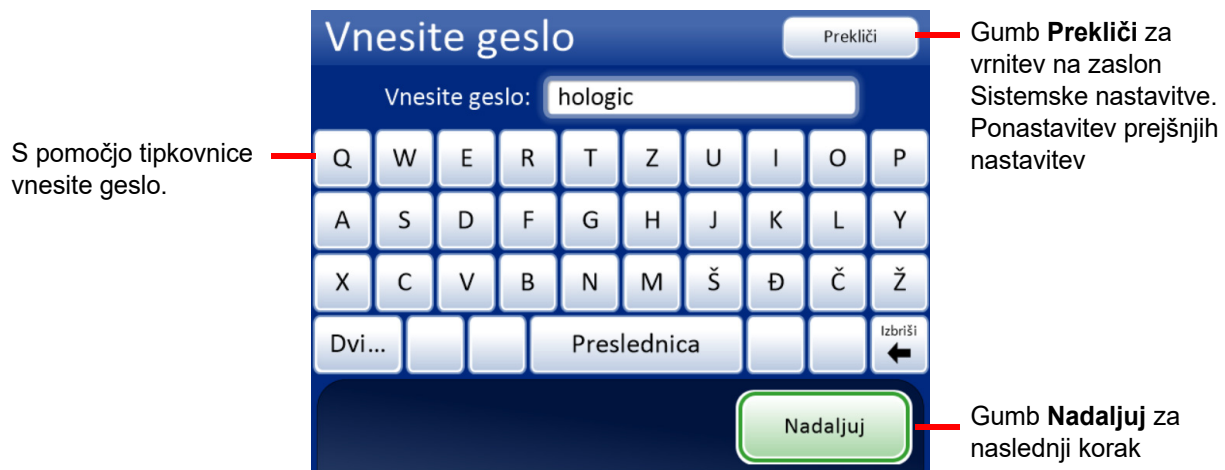 Vnesite geslo
Prekliči
Vnesite geslo: hologic
Q W E R T Z U I O P
A S D F G H J K L Y
X C V B N M Š Đ Č Ž
Dvi... Preslednica Izbriši
Nadaljuj
S pomočjo tipkovnice
vnesite geslo.
Gumb Prekliči za
vrnitev na zaslon
Sistemske nastavitve.
Ponastavitev prejšnjih
nastavitev
Gumb Nadaljuj za
naslednji korak